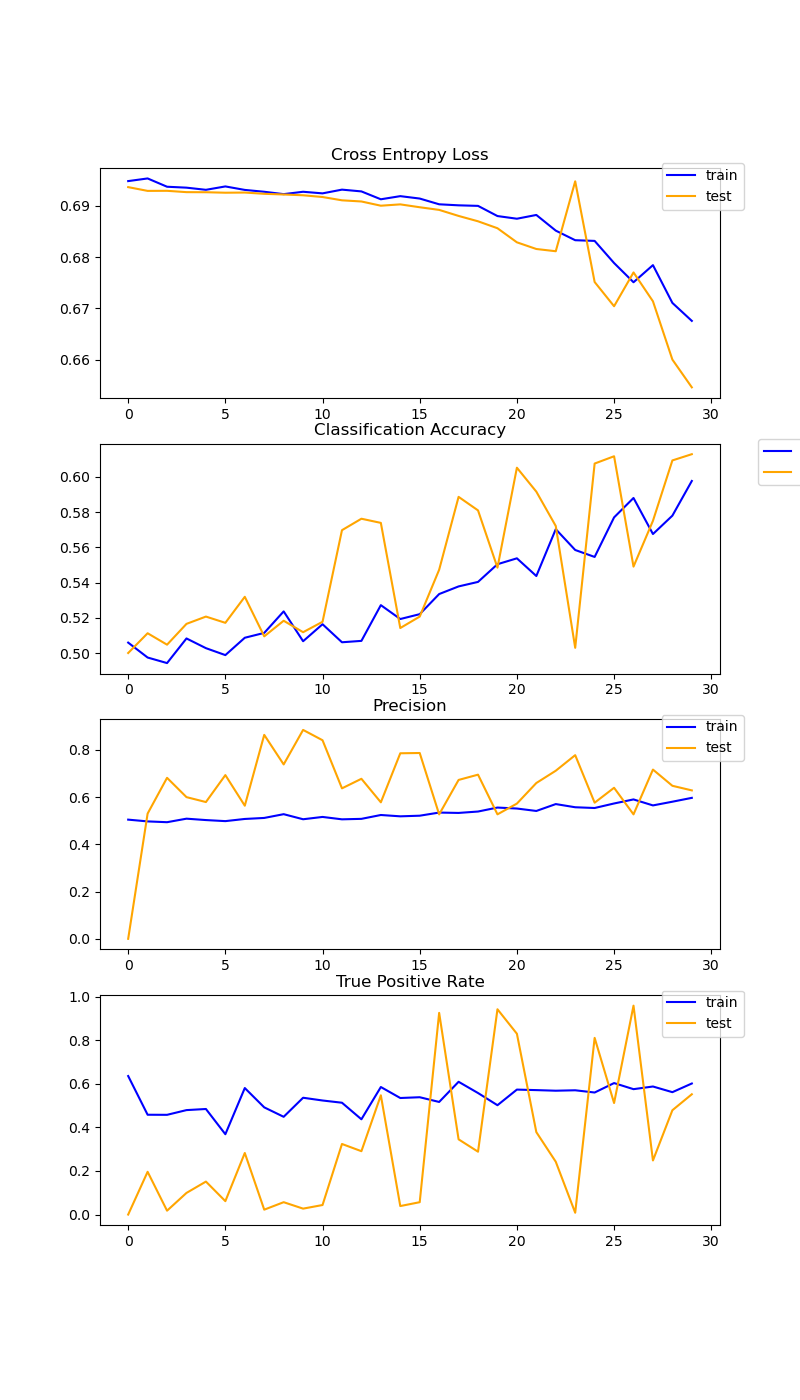 Cross Entropy Loss
train
test
0.69
0.68
0.67
0.66
0 5 10 15 20 25 30
Classification Accuracy
0.60
0.58
0.56
0.54
0.52
0.50
0 5 10 15 20 25 30
Precision
train
test
0.8
0.6
0.4
0.2
0.0
0 5 10 15 20 25 30
True Positive Rate
train
test
1.0
0.8
0.6
0.4
0.2
0.0
0 5 10 15 20 25 30